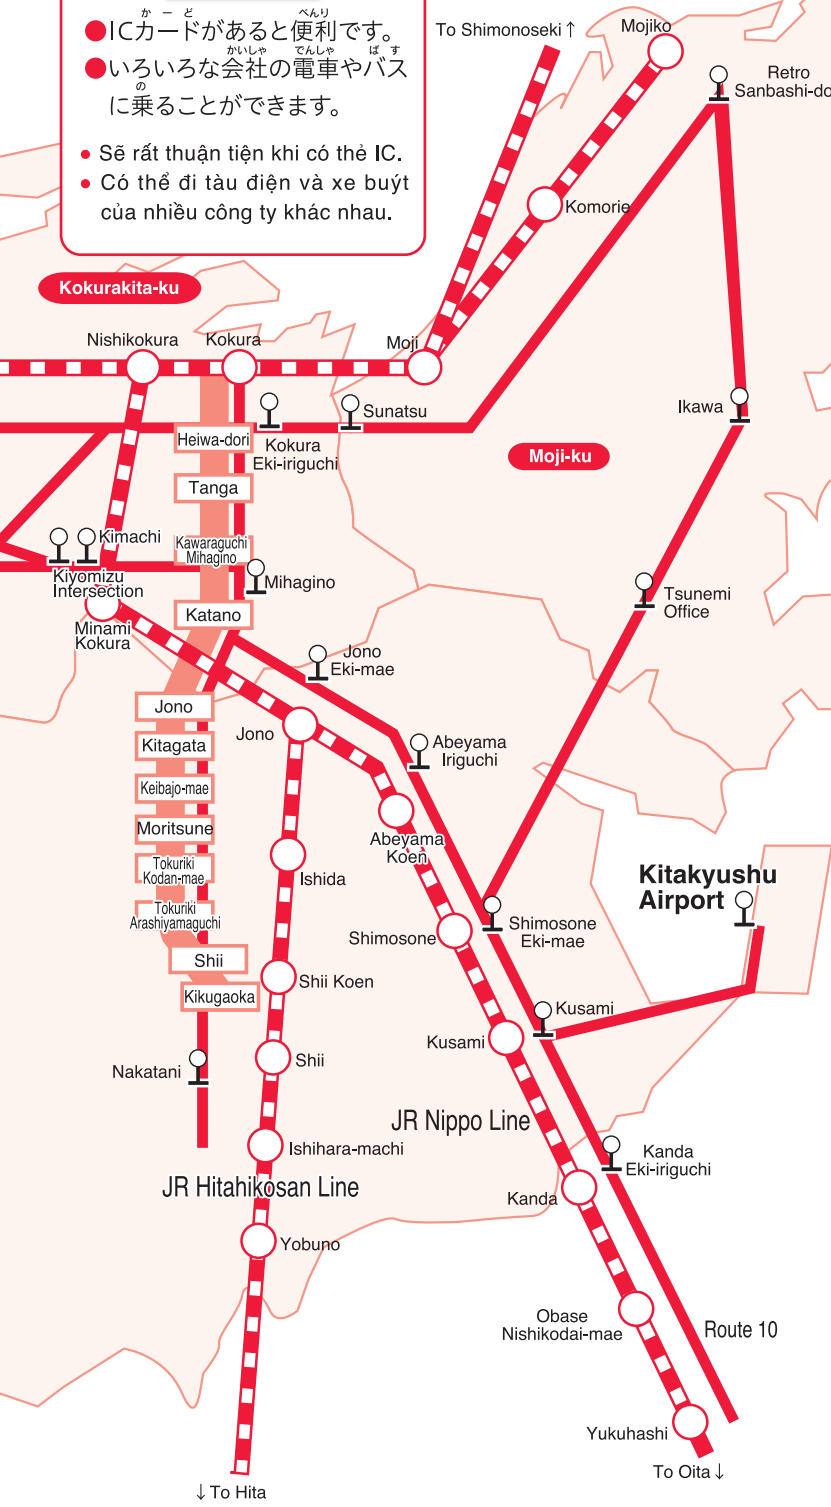 ●ICカードがあると便利です。
●いろいろな会社の電車やバス
に乗ることができます。
• Sẽ rất thuận tiện khi có thẻ IC.
• Có thể đi tàu điện và xe buýt
của nhiều công ty khác nhau.
To Shimonoseki ↑
Mojiko
Retro
Sanbashi-do
Komorie
Kokurakita-ku
Nishikokura
Kokura
Moji
Sunatsu
Ikawa
Heiwa-dori
Kokura
Eki-iriguchi
Moji-ku
Tanga
Kimachi
Kawaraguchi
Mihagino
Kiyomizu
Intersection
Mihagino
Tsunemi
Office
Katano
Minami
Kokura
Jono
Eki-mae
Jono
Jono
Kitagata
Abeyama
Iriguchi
Keibajo-mae
Moritsune
Abeyama
Koen
Tokuriki
Kodan-mae
Ishida
Kitakyushu
Airport
Tokuriki
Arashiyamaguchi
Shimosone
Shimosone
Eki-mae
Shii
Shii Koen
Kikugaoka
Kusami
Kusami
Nakatani
Shii
JR Nippo Line
Ishihara-machi
Kanda
Eki-iriguchi
JR Hitahikosan Line
Kanda
Yobuno
Obase
Nishikodai-mae
Route 10
Yukuhashi
To Oita ↓
↓ To Hita